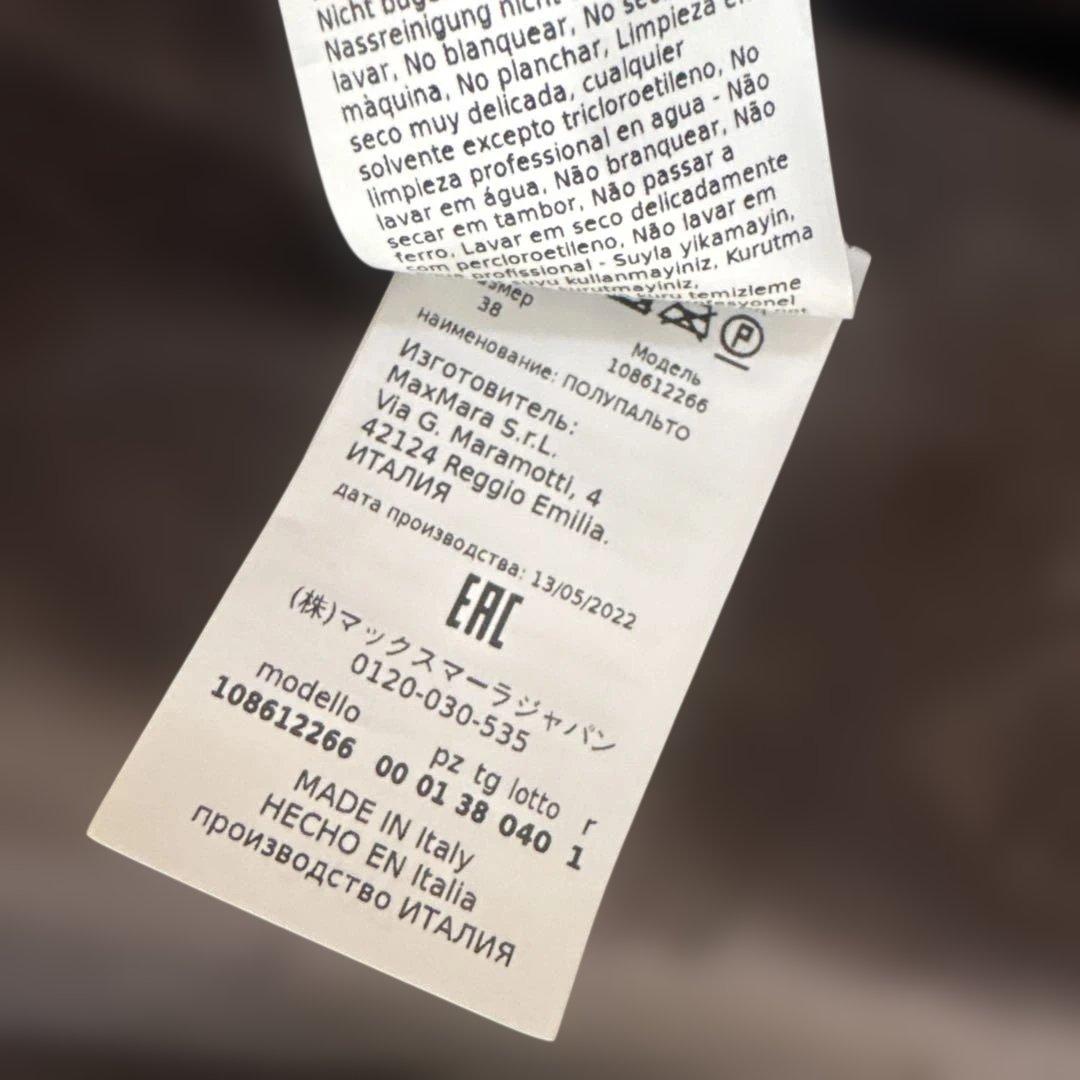 Nicht
Nassreinigung
lavar, No blanquear, No
màquina, No planchar, Limpieza
seco muy delicada, cualquier
solvente excepto tricloroetileno, No
limpieza professional en agua - Não
lavar em água, Não branquear, Não
secar em tambor, Não passar a
ferro, Lavar em seco delicadamente
com percloroetileno, Não lavar em
profissional - Suyla yikamayin,
kullanmayiniz, Kurutma
kurutmayiniz,
kuru temizleme
38
Модель
108612266
наименование: ПОЛУПАЛЬТО
Изготовитель:
MaxMara S.r.L.
Via G. Maramotti, 4
42124 Reggio Emilia.
ИТАЛИЯ
дата производства: 13/05/2022
EAC
(株)マックスマーラジャパン
0120-030-535
modello pz tg lotto r
108612266 00 01 38 040 1
MADE IN Italy
HECHO EN Italia
производство ИТАЛИЯ